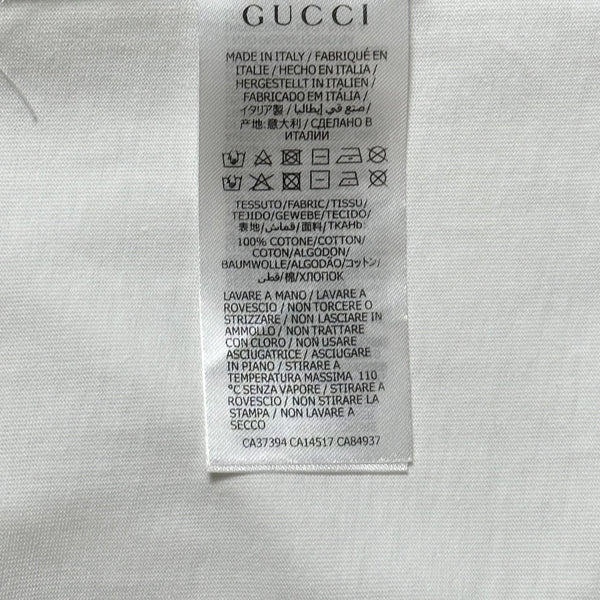 GUCCI
MADE IN ITALY / FABRIQUÉ EN
ITALIE / HECHO EN ITALIA /
HERGESTELLT IN ITALIEN /
FABRICADO EM ITÁLIA /
イタリア製 / صنع في إيطاليا /
产地:意大利 / СДЕЛАНО В
ИТАЛИИ
TESSUTO/FABRIC/TISSU/
TEJIDO/GEWEBE/TECIDO/
表地/قماش/面料/ТКАНЬ
100% COTONE/COTTON/
COTON/ALGODON/
BAUMWOLLE/ALGODÃO/コットン/
قطن/棉/ХЛОПОК
LAVARE A MANO / LAVARE A
ROVESCIO / NON TORCERE O
STRIZZARE / NON LASCIARE IN
AMMOLLO / NON TRATTARE
CON CLORO / NON USARE
ASCIUGATRICE / ASCIUGARE
IN PIANO / STIRARE A
TEMPERATURA MASSIMA 110
°C SENZA VAPORE / STIRARE A
ROVESCIO / NON STIRARE LA
STAMPA / NON LAVARE A
SECCO
CA37394 CA14517 CA84937